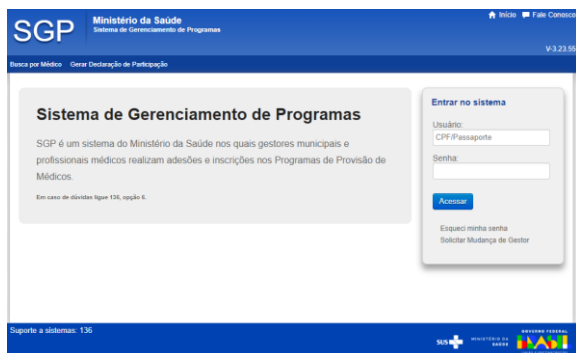 SGP
Ministério da Saúde
Sistema de Gerenciamento de Programas
Início Fale Conosco
V-3.23.55
Busca por Médico Gerar Declaração de Participação
Sistema de Gerenciamento de Programas
SGP é um sistema do Ministério da Saúde nos quais gestores municipais e
profissionais médicos realizam adesões e inscrições nos Programas de Provisão de
Médicos.
Em caso de dúvidas ligue 136, opção 6.
Entrar no sistema
Usuário:
CPF/Passaporte
Senha:
Acessar
Esqueci minha senha
Solicitar Mudança de Gestor
Suporte a sistemas: 136
SUS
MINISTÉRIO DA
SAÚDE
GOVERNO FEDERAL
BRASIL